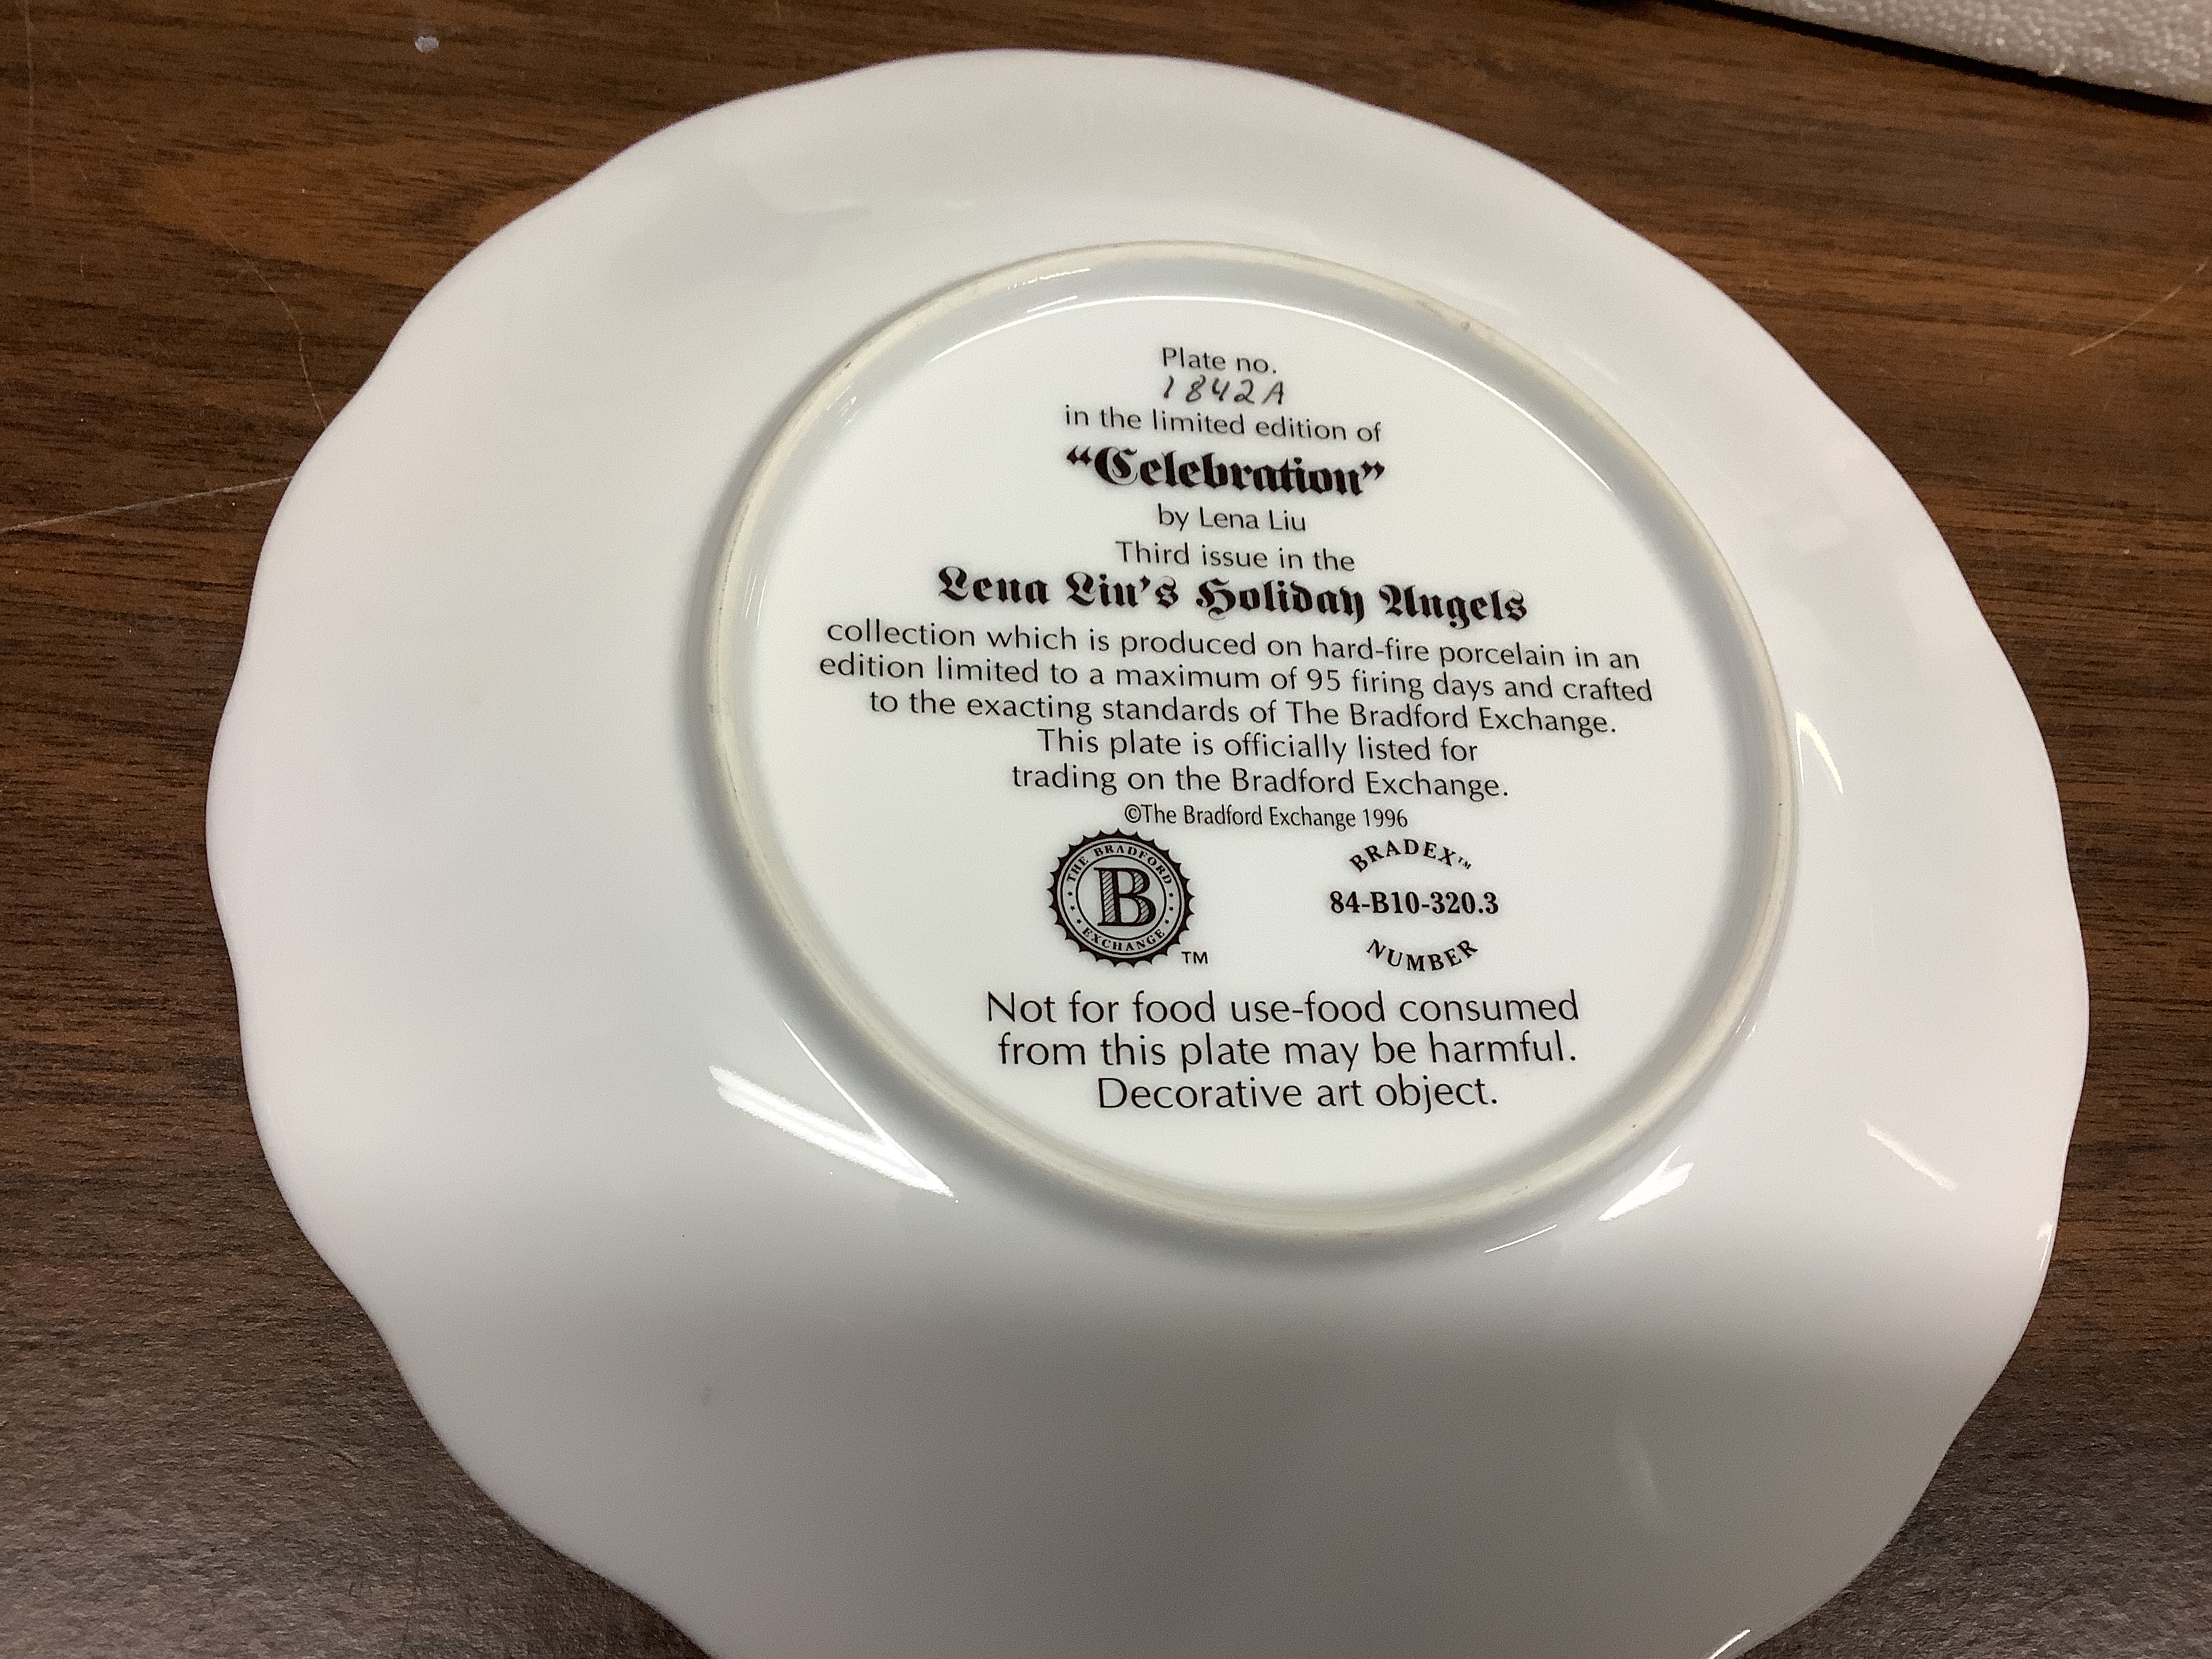 Plate no.
1842A
in the limited edition of
“Celebration”
by Lena Liu
Third issue in the
Lena Liu’s Holiday Angels
collection which is produced on hard-fire porcelain in an
edition limited to a maximum of 95 firing days and crafted
to the exacting standards of The Bradford Exchange.
This plate is officially listed for
trading on the Bradford Exchange.
©The Bradford Exchange 1996
THE BRADFORD
B
EXCHANGE
TM
BRADEX™
84-B10-320.3
NUMBER
Not for food use-food consumed
from this plate may be harmful.
Decorative art object.